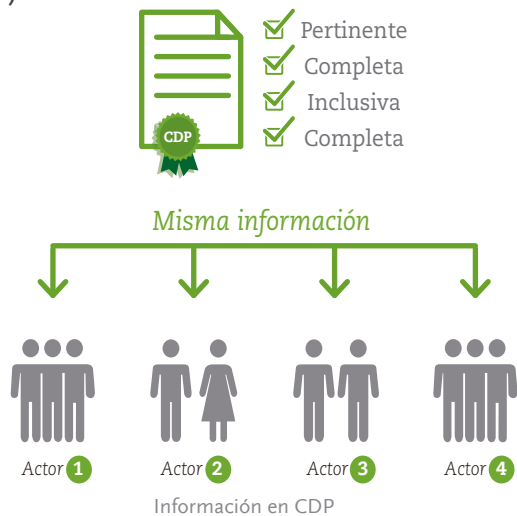 Pertinente
Completa
Inclusiva
Completa
CDP
Misma información
Actor 1
Actor 2
Actor 3
Actor 4
Información en CDP